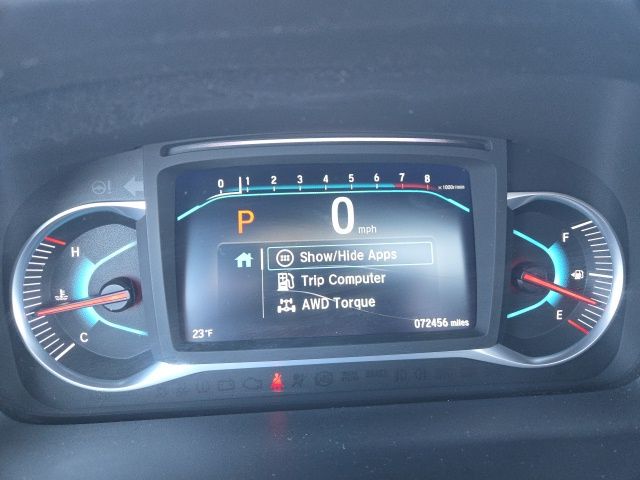 0 1 2 3 4 5 6 7 8 x 1000r/min
P 0 mph
H
C
Show/Hide Apps
Trip Computer
AWD Torque
F
E
23°F
072456 miles